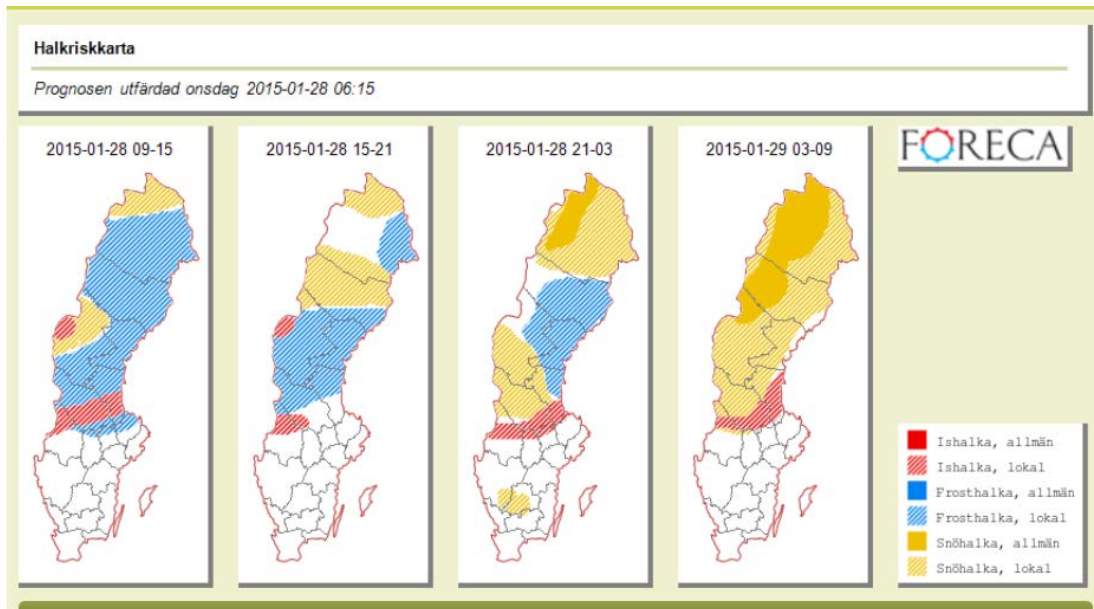 Halkriskkarta
Prognosen utfärdad onsdag 2015-01-28 06:15
2015-01-28 09-15
2015-01-28 15-21
2015-01-28 21-03
2015-01-29 03-09
FORECA
Ishalka, allmän
Ishalka, lokal
Frosthalka, allmän
Frosthalka, lokal
Snöhalka, allmän
Snöhalka, lokal